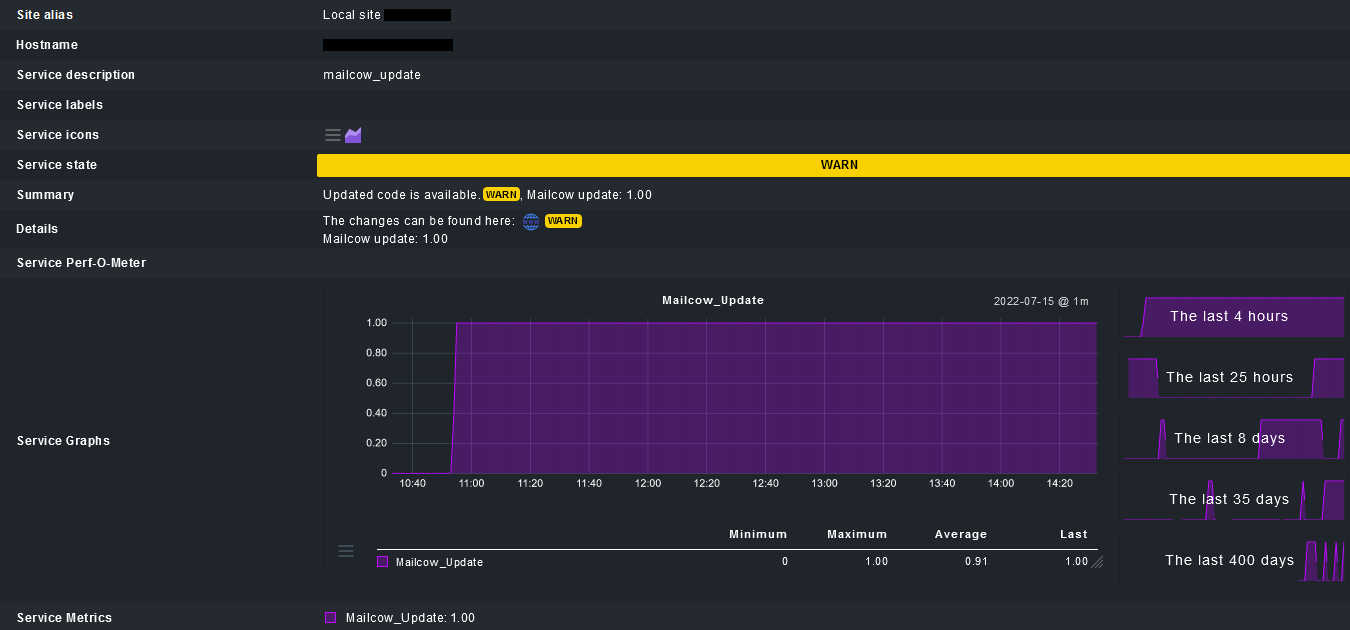 Site alias Local site
Hostname
Service description mailcow_update
Service labels
Service icons
Service state WARN
Summary Updated code is available. WARN, Mailcow update: 1.00
Details The changes can be found here: WWW WARN
Mailcow update: 1.00
Service Perf-O-Meter
Service Graphs
Mailcow_Update 2022-07-15 @ 1m
1.00
0.80
0.60
0.40
0.20
0
10:40 11:00 11:20 11:40 12:00 12:20 12:40 13:00 13:20 13:40 14:00 14:20
Minimum Maximum Average Last
Mailcow_Update 0 1.00 0.91 1.00
The last 4 hours
The last 25 hours
The last 8 days
The last 35 days
The last 400 days
Service Metrics Mailcow_Update: 1.00